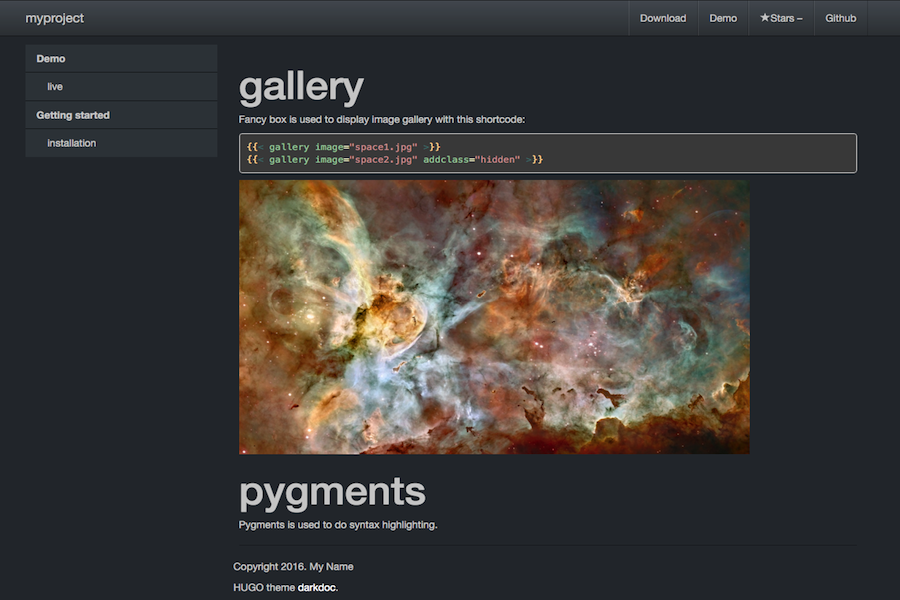 myproject
Download
Demo
★Stars –
Github
Demo
live
Getting started
installation
gallery
Fancy box is used to display image gallery with this shortcode:
{{< gallery image="space1.jpg" >}}
{{< gallery image="space2.jpg" addclass="hidden" >}}
pygments
Pygments is used to do syntax highlighting.
Copyright 2016. My Name
HUGO theme darkdoc.